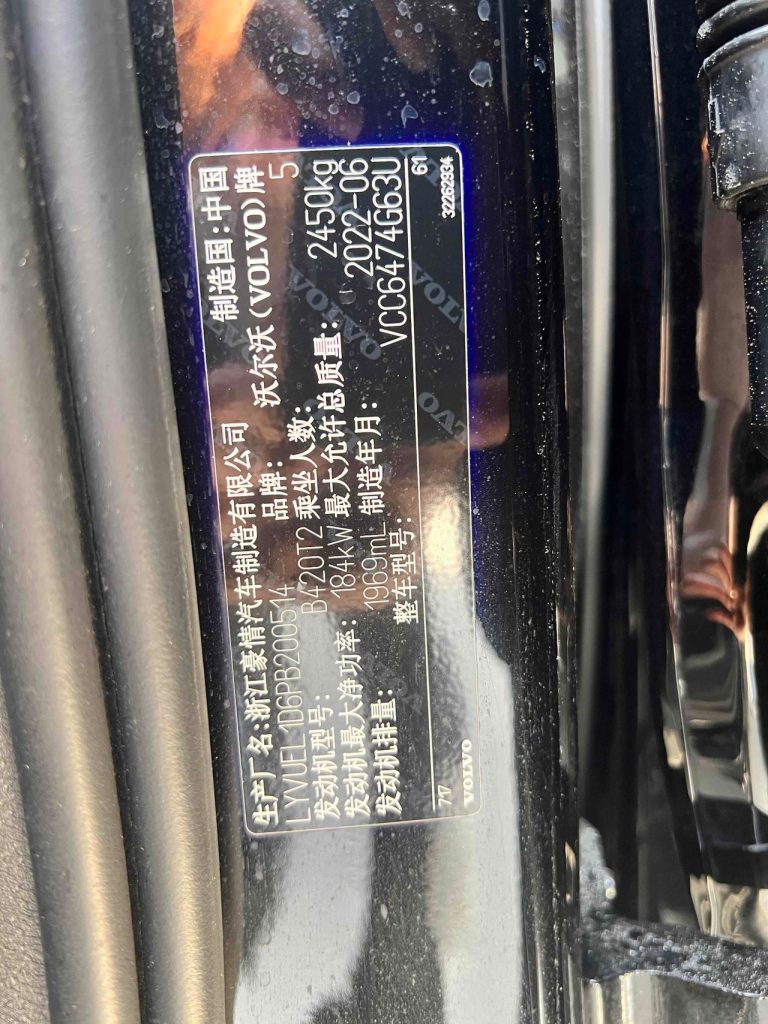 生产厂名:浙江豪情汽车制造有限公司 制造国:中国
LYVUEL1D6PB200514 品牌: 沃尔沃(VOLVO)牌
发动机型号: B420T2 乘坐人数: 5
发动机最大净功率: 184kW 最大允许总质量: 2450kg
发动机排量: 1969mL 制造年月: 2022-06
整车型号: VCC6474G63U
717 61
VOLVO 32262934